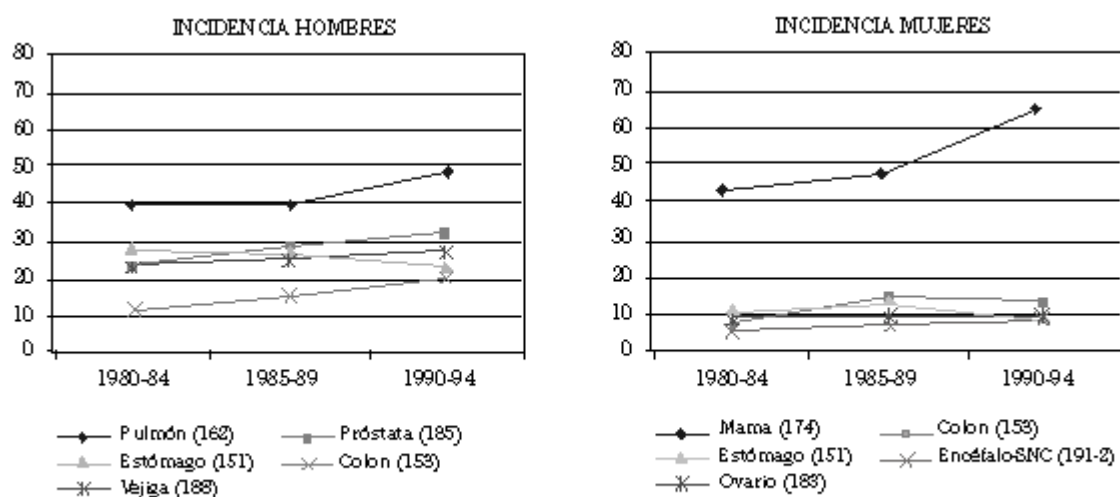 INCIDENCIA HOMBRES
80
70
60
50
40
30
20
10
0
1980-84 1985-89 1990-94
Pulmón (162) Próstata (185)
Estómago (151) Colon (153)
Vejiga (188)
INCIDENCIA MUJERES
80
70
60
50
40
30
20
10
0
1980-84 1985-89 1990-94
Mama (174) Colon (153)
Estómago (151) Encéfalo-SNC (191-2)
Ovario (183)